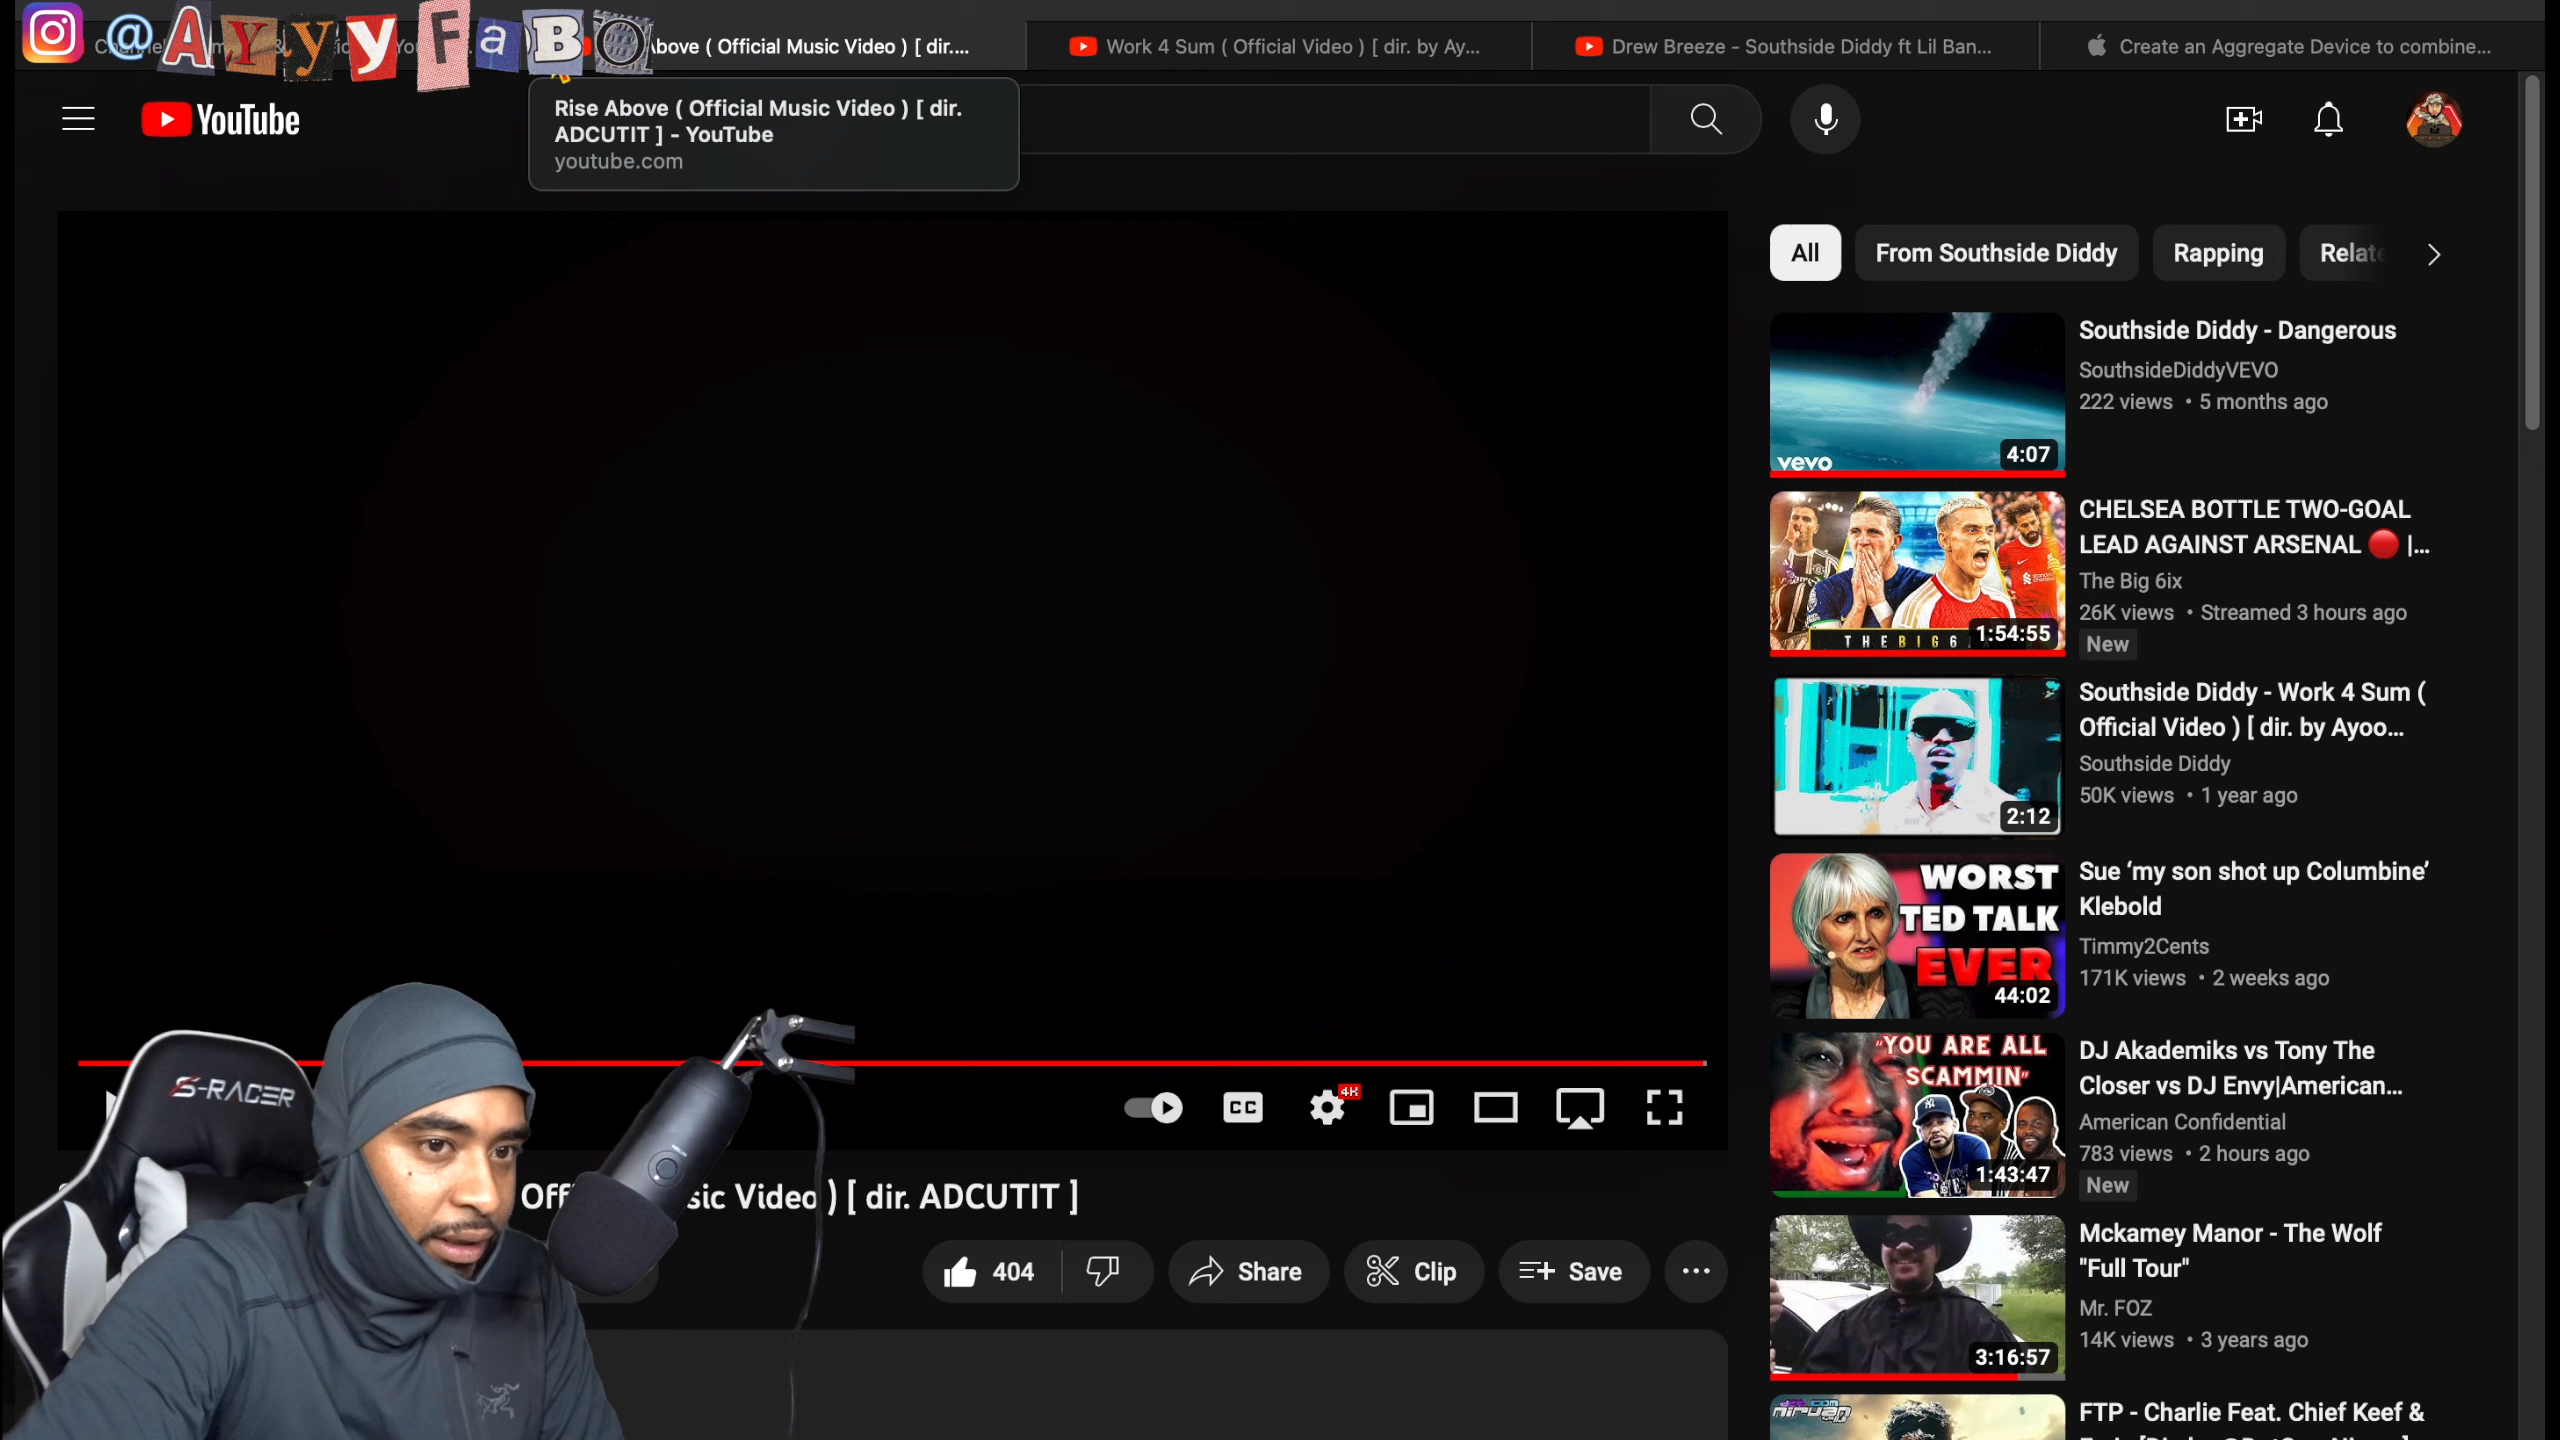 @AyyyFaBo
bove ( Official Music Video ) [ dir....
Work 4 Sum ( Official Video ) [ dir. by Ay...
Drew Breeze - Southside Diddy ft Lil Ban...
Create an Aggregate Device to combine...
Rise Above ( Official Music Video ) [ dir.
ADCUTIT ] - YouTube
youtube.com
YouTube
All
From Southside Diddy
Rapping
Relate
vevo
4:07
Southside Diddy - Dangerous
SouthsideDiddyVEVO
222 views • 5 months ago
THE BIG 6
1:54:55
CHELSEA BOTTLE TWO-GOAL
LEAD AGAINST ARSENAL 🔴 |...
The Big 6ix
26K views • Streamed 3 hours ago
New
2:12
Southside Diddy - Work 4 Sum (
Official Video ) [ dir. by Ayoo...
Southside Diddy
50K views • 1 year ago
WORST
TED TALK
EVER
44:02
Sue ‘my son shot up Columbine’
Klebold
Timmy2Cents
171K views • 2 weeks ago
"YOU ARE ALL
SCAMMIN"
1:43:47
DJ Akademiks vs Tony The
Closer vs DJ Envy|American...
American Confidential
783 views • 2 hours ago
New
3:16:57
Mckamey Manor - The Wolf
"Full Tour"
Mr. FOZ
14K views • 3 years ago
FTP - Charlie Feat. Chief Keef &
CC
4K
S-RACER
Off
sic Video ) [ dir. ADCUTIT ]
404
Share
Clip
Save